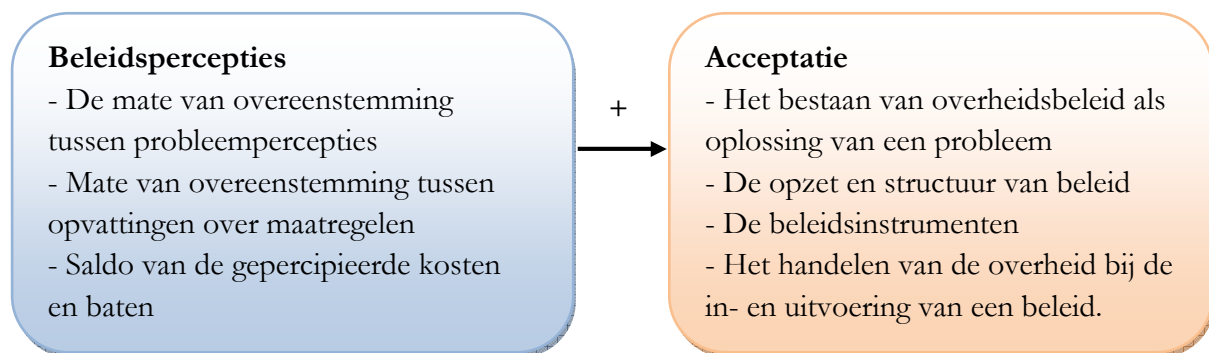 Beleidspercepties
- De mate van overeenstemming
tussen probleempercepties
- Mate van overeenstemming tussen
opvattingen over maatregelen
- Saldo van de gepercipieerde kosten
en baten
+
Acceptatie
- Het bestaan van overheidsbeleid als
oplossing van een probleem
- De opzet en structuur van beleid
- De beleidsinstrumenten
- Het handelen van de overheid bij de
in- en uitvoering van een beleid.